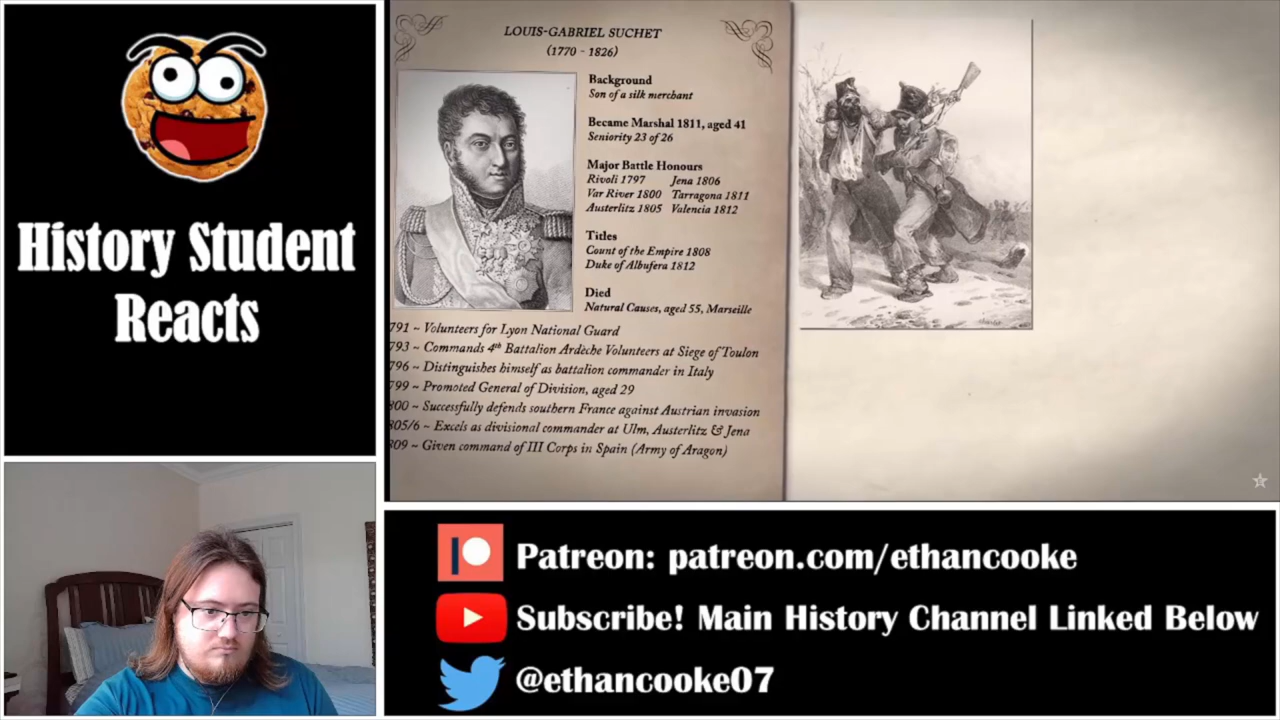 History Student
Reacts
LOUIS-GABRIEL SUCHET
(1770 - 1826)
Background
Son of a silk merchant
Became Marshal 1811, aged 41
Seniority 23 of 26
Major Battle Honours
Rivoli 1797 Jena 1806
Var River 1800 Tarragona 1811
Austerlitz 1805 Valencia 1812
Titles
Count of the Empire 1808
Duke of Albufera 1812
Died
Natural Causes, aged 55, Marseille
791 ~ Volunteers for Lyon National Guard
793 ~ Commands 4th Battalion Ardèche Volunteers at Siege of Toulon
796 ~ Distinguishes himself as battalion commander in Italy
799 ~ Promoted General of Division, aged 29
800 ~ Successfully defends southern France against Austrian invasion
805/6 ~ Excels as divisional commander at Ulm, Austerlitz & Jena
809 ~ Given command of III Corps in Spain (Army of Aragon)
Patreon: patreon.com/ethancooke
Subscribe! Main History Channel Linked Below
@ethancooke07